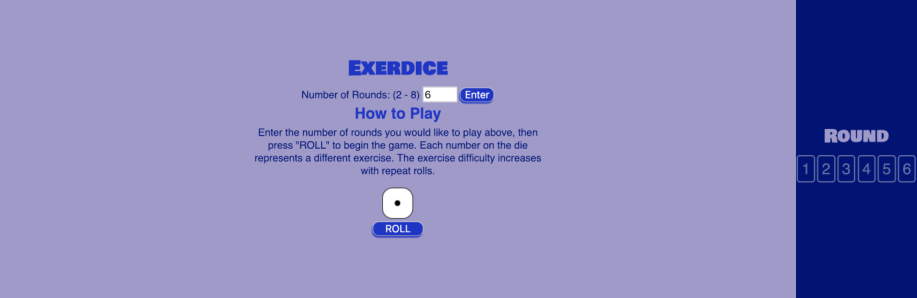 EXERDICE
Number of Rounds: (2 - 8) 6 Enter
How to Play
Enter the number of rounds you would like to play above, then
press "ROLL" to begin the game. Each number on the die
represents a different exercise. The exercise difficulty increases
with repeat rolls.
ROLL
ROUND
1 2 3 4 5 6